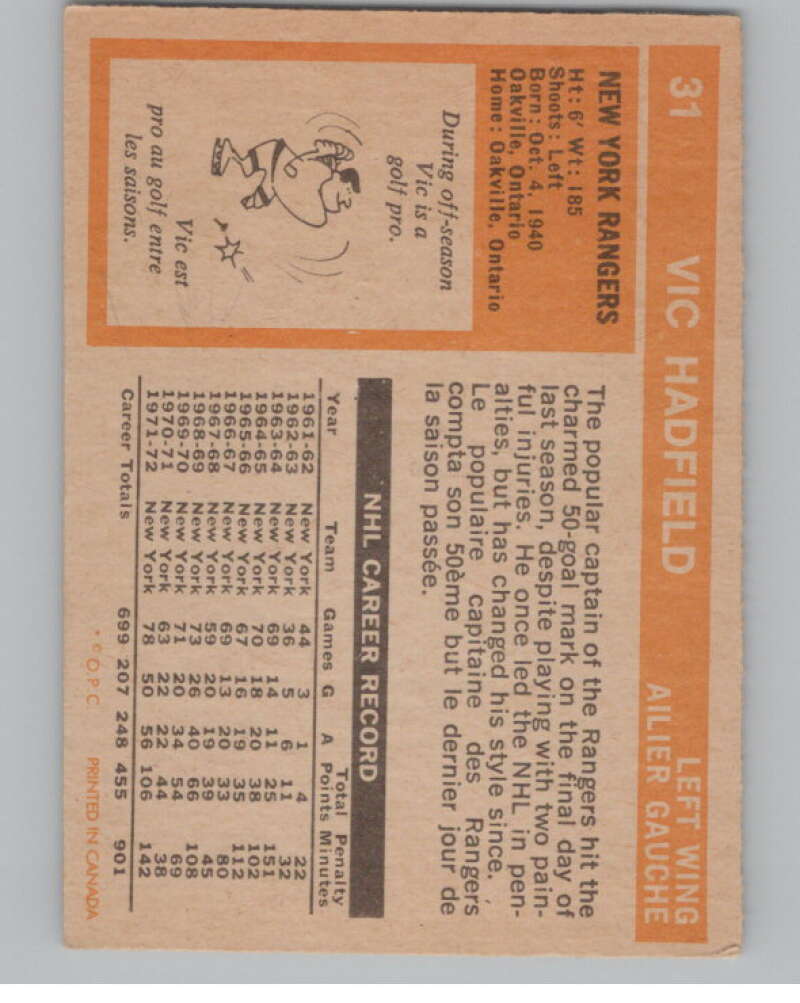 31 VIC HADFIELD LEFT WING
AILIER GAUCHE
NEW YORK RANGERS
Ht: 6' Wt: 185
Shoots: Left
Born: Oct. 4, 1940
Oakville, Ontario
Home: Oakville, Ontario
During off-season
Vic is a
golf pro.
Vic est
pro au golf entre
les saisons.
The popular captain of the Rangers hit the
charmed 50-goal mark on the final day of
last season, despite playing with two pain-
ful injuries. He once led the NHL in pen-
alties, but has changed his style since.
Le populaire capitaine des Rangers
compta son 50ème but le dernier jour de
la saison passée.
NHL CAREER RECORD
Total Penalty
Year Team Games G A Points Minutes
1961-62 New York 44 3 1 4 22
1962-63 New York 36 5 6 11 32
1963-64 New York 69 14 11 25 151
1964-65 New York 70 18 20 38 102
1965-66 New York 67 16 19 35 112
1966-67 New York 69 13 20 33 80
1967-68 New York 59 20 19 39 45
1968-69 New York 73 26 40 66 108
1969-70 New York 71 20 34 54 69
1970-71 New York 63 22 22 44 38
1971-72 New York 78 50 56 106 142
Career Totals 699 207 248 455 901
* © O.P.C. PRINTED IN CANADA